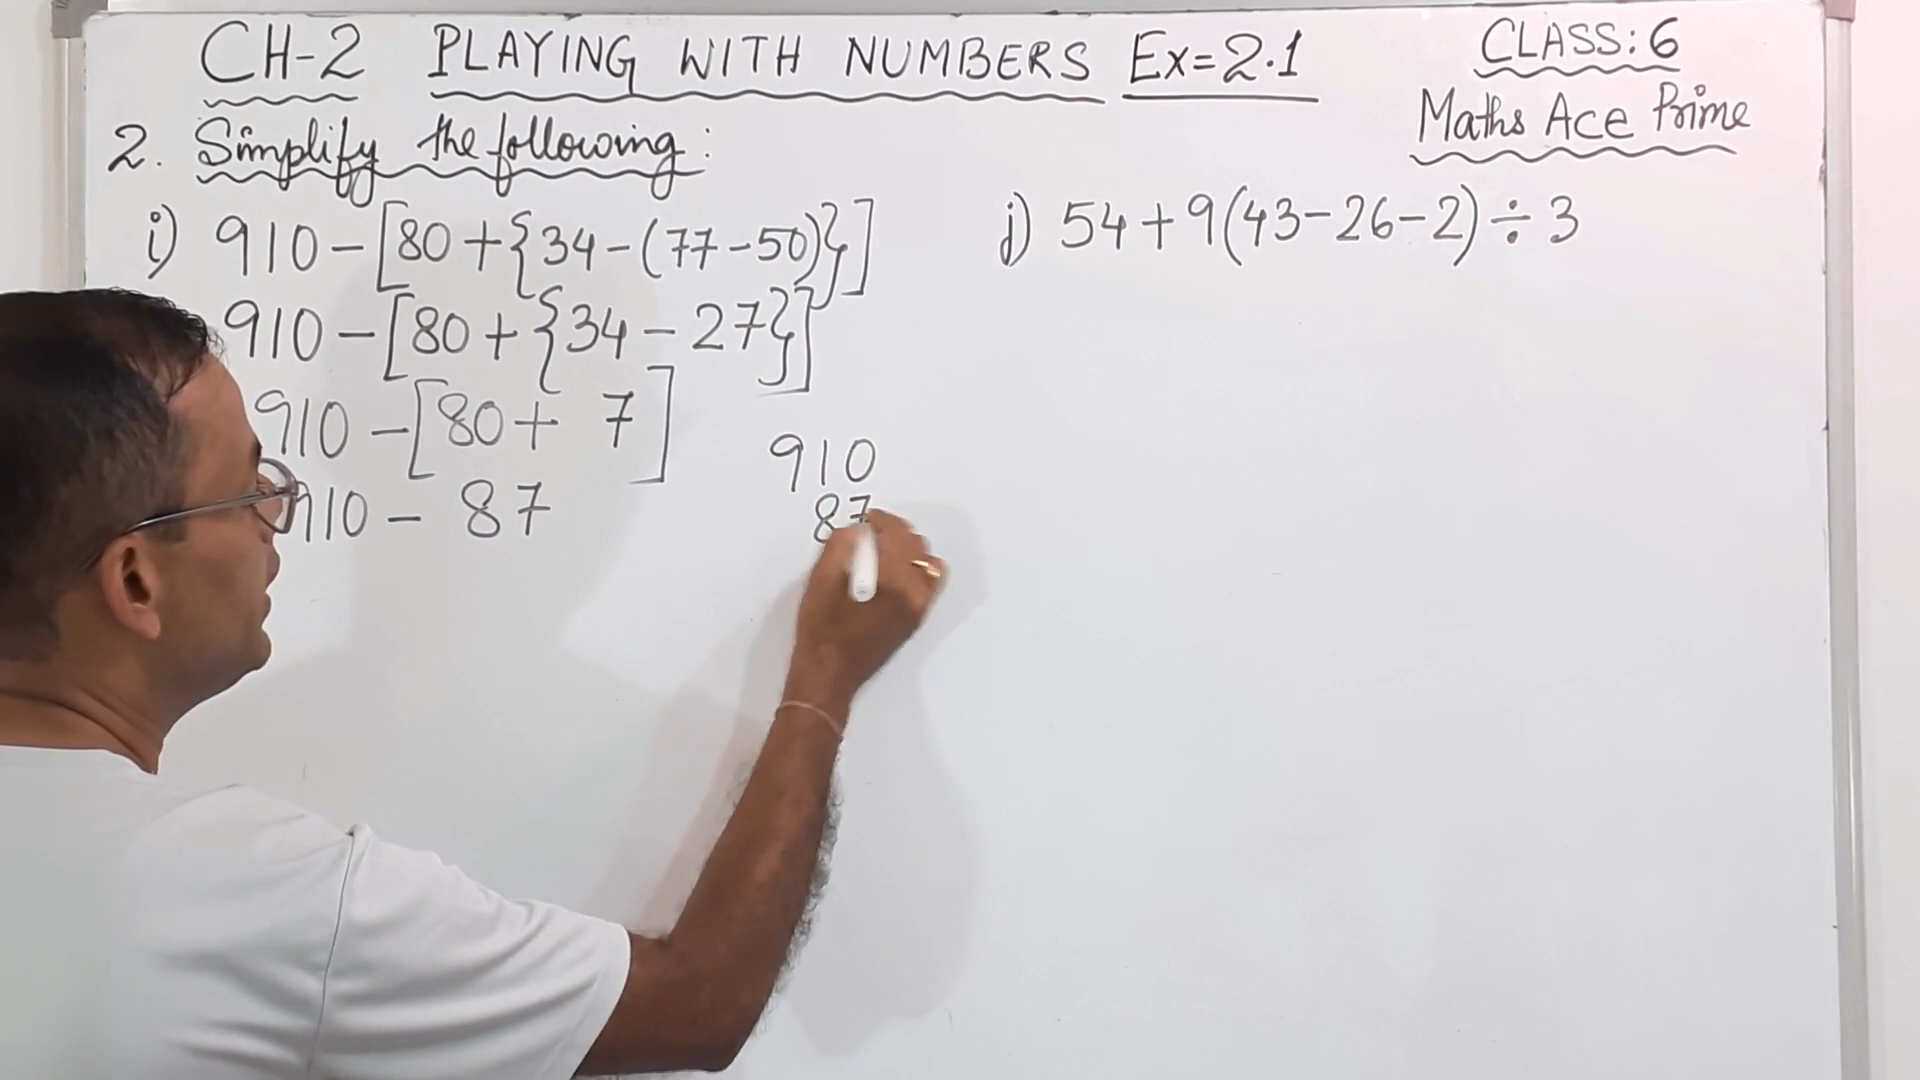 CH-2 PLAYING WITH NUMBERS Ex=2.1
CLASS:6
Maths Ace Prime
2. Simplify the following:
i) 910-[80+{34-(77-50)}]
910-[80+{34-27}]
910-[80+ 7]
910 - 87
910
87
j) 54+9(43-26-2)÷3